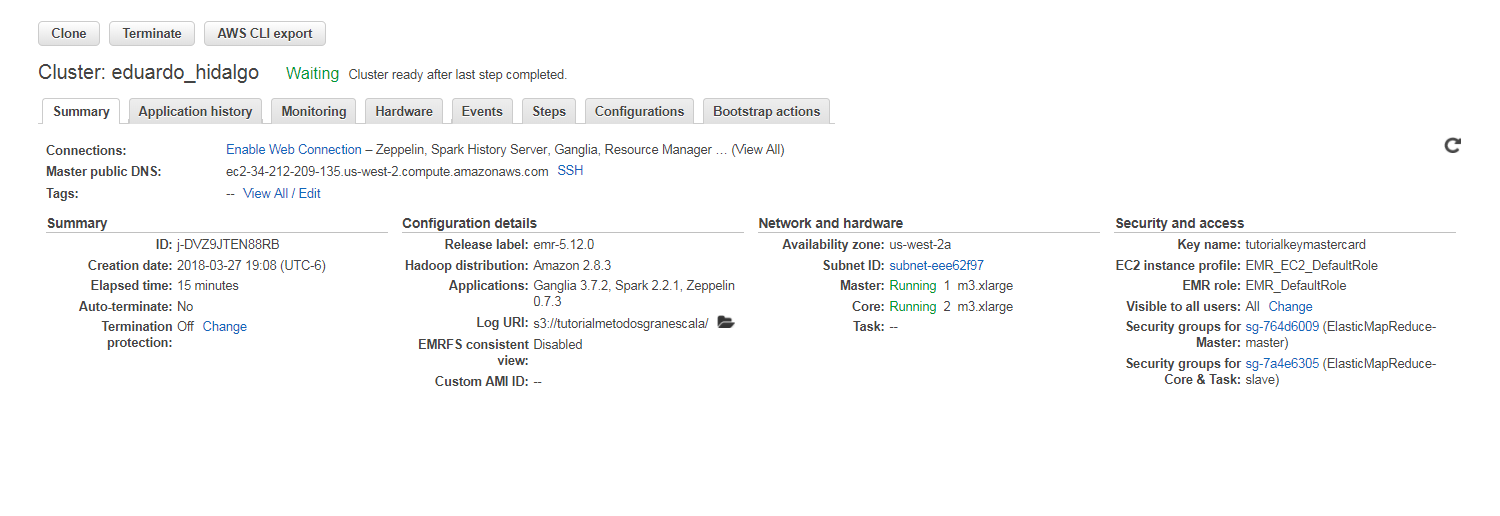 Clone Terminate AWS CLI export
Cluster: eduardo_hidalgo Waiting Cluster ready after last step completed.
Summary Application history Monitoring Hardware Events Steps Configurations Bootstrap actions
Connections: Enable Web Connection – Zeppelin, Spark History Server, Ganglia, Resource Manager … (View All)
Master public DNS: ec2-34-212-209-135.us-west-2.compute.amazonaws.com SSH
Tags: -- View All / Edit
Summary
ID: j-DVZ9JTEN88RB
Creation date: 2018-03-27 19:08 (UTC-6)
Elapsed time: 15 minutes
Auto-terminate: No
Termination Off Change
protection:
Configuration details
Release label: emr-5.12.0
Hadoop distribution: Amazon 2.8.3
Applications: Ganglia 3.7.2, Spark 2.2.1, Zeppelin
0.7.3
Log URI: s3://tutorialmetodosgranescala/
EMRFS consistent Disabled
view:
Custom AMI ID: --
Network and hardware
Availability zone: us-west-2a
Subnet ID: subnet-eee62f97
Master: Running 1 m3.xlarge
Core: Running 2 m3.xlarge
Task: --
Security and access
Key name: tutorialkeymastercard
EC2 instance profile: EMR_EC2_DefaultRole
EMR role: EMR_DefaultRole
Visible to all users: All Change
Security groups for sg-764d6009 (ElasticMapReduce-
Master: master)
Security groups for sg-7a4e6305 (ElasticMapReduce-
Core & Task: slave)